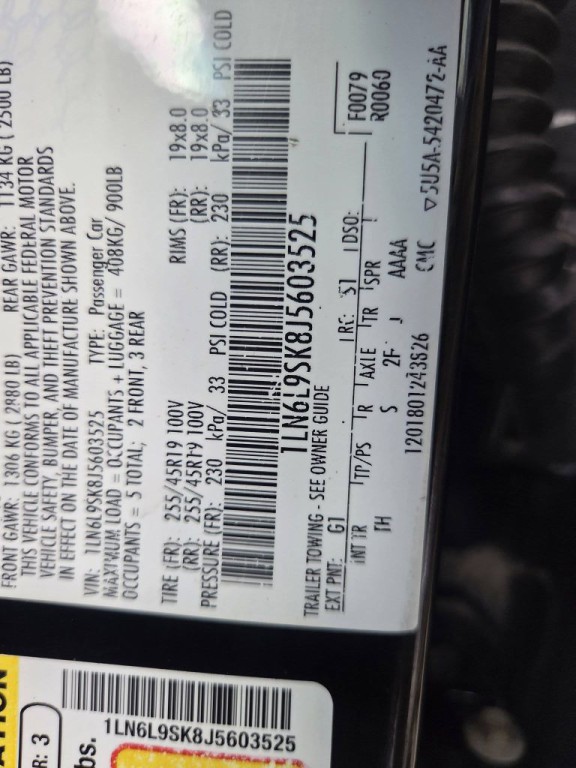 FRONT GAWR: 1306 KG ( 2880 LB) REAR GAWR: 1134 KG ( 2500 LB)
THIS VEHICLE CONFORMS TO ALL APPLICABLE FEDERAL MOTOR
VEHICLE SAFETY, BUMPER, AND THEFT PREVENTION STANDARDS
IN EFFECT ON THE DATE OF MANUFACTURE SHOWN ABOVE.
VIN: 1LN6L9SK8J5603525 TYPE: Passenger Car
MAXIMUM LOAD = OCCUPANTS + LUGGAGE = 408KG/ 900LB
OCCUPANTS = 5 TOTAL; 2 FRONT, 3 REAR
TIRE (FR): 255/45R19 100V RIMS (FR): 19x8.0
(RR): 255/45R19 100V (RR): 19x8.0
PRESSURE (FR): 230 kPa/ 33 PSI COLD (RR): 230 kPa/ 33 PSI COLD
1LN6L9SK8J5603525
TRAILER TOWING - SEE OWNER GUIDE
EXT PNT: G1 RC: 51 DSO: F0079
R0060
INT TR TP/PS R AXLE TR SPR
TH S 2F J AAAA
1201801243526 CMC ▽5U5A-5420472-AA
R: 3
bs.
1LN6L9SK8J5603525